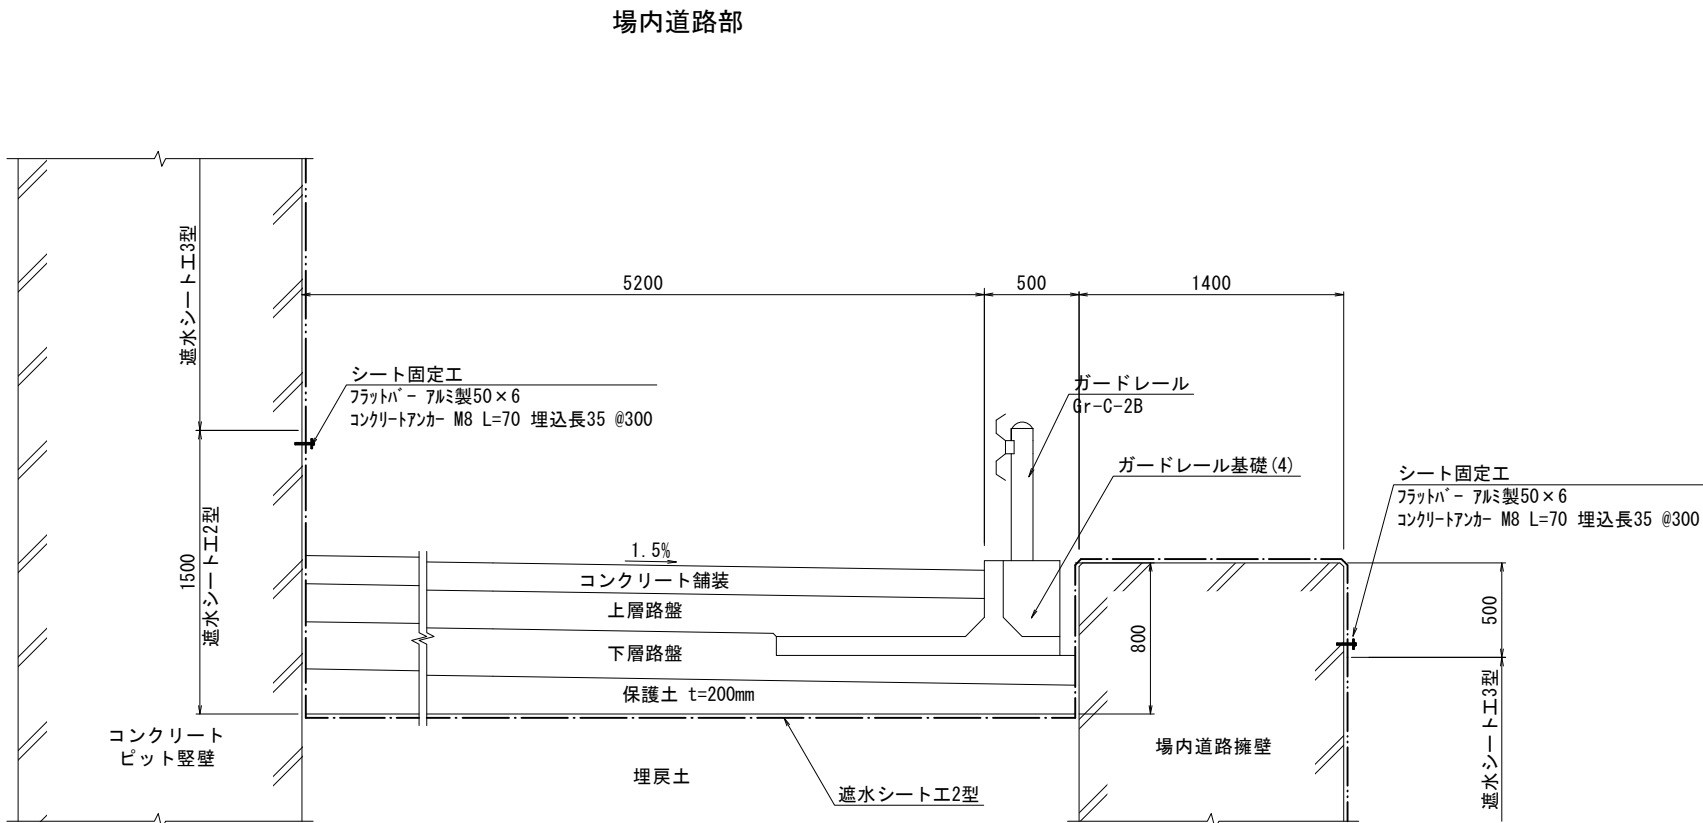 場内道路部
遮水シート工3型
5200
500
1400
シート固定工
フラットバー アルミ製50×6
コンクリートアンカー M8 L=70 埋込長35 @300
ガードレール
Gr-C-2B
ガードレール基礎(4)
シート固定工
フラットバー アルミ製50×6
コンクリートアンカー M8 L=70 埋込長35 @300
1500
遮水シート工2型
1.5%
コンクリート舗装
上層路盤
下層路盤
保護土 t=200mm
800
500
遮水シート工3型
コンクリート
ピット竪壁
場内道路擁壁
埋戻土
遮水シート工2型